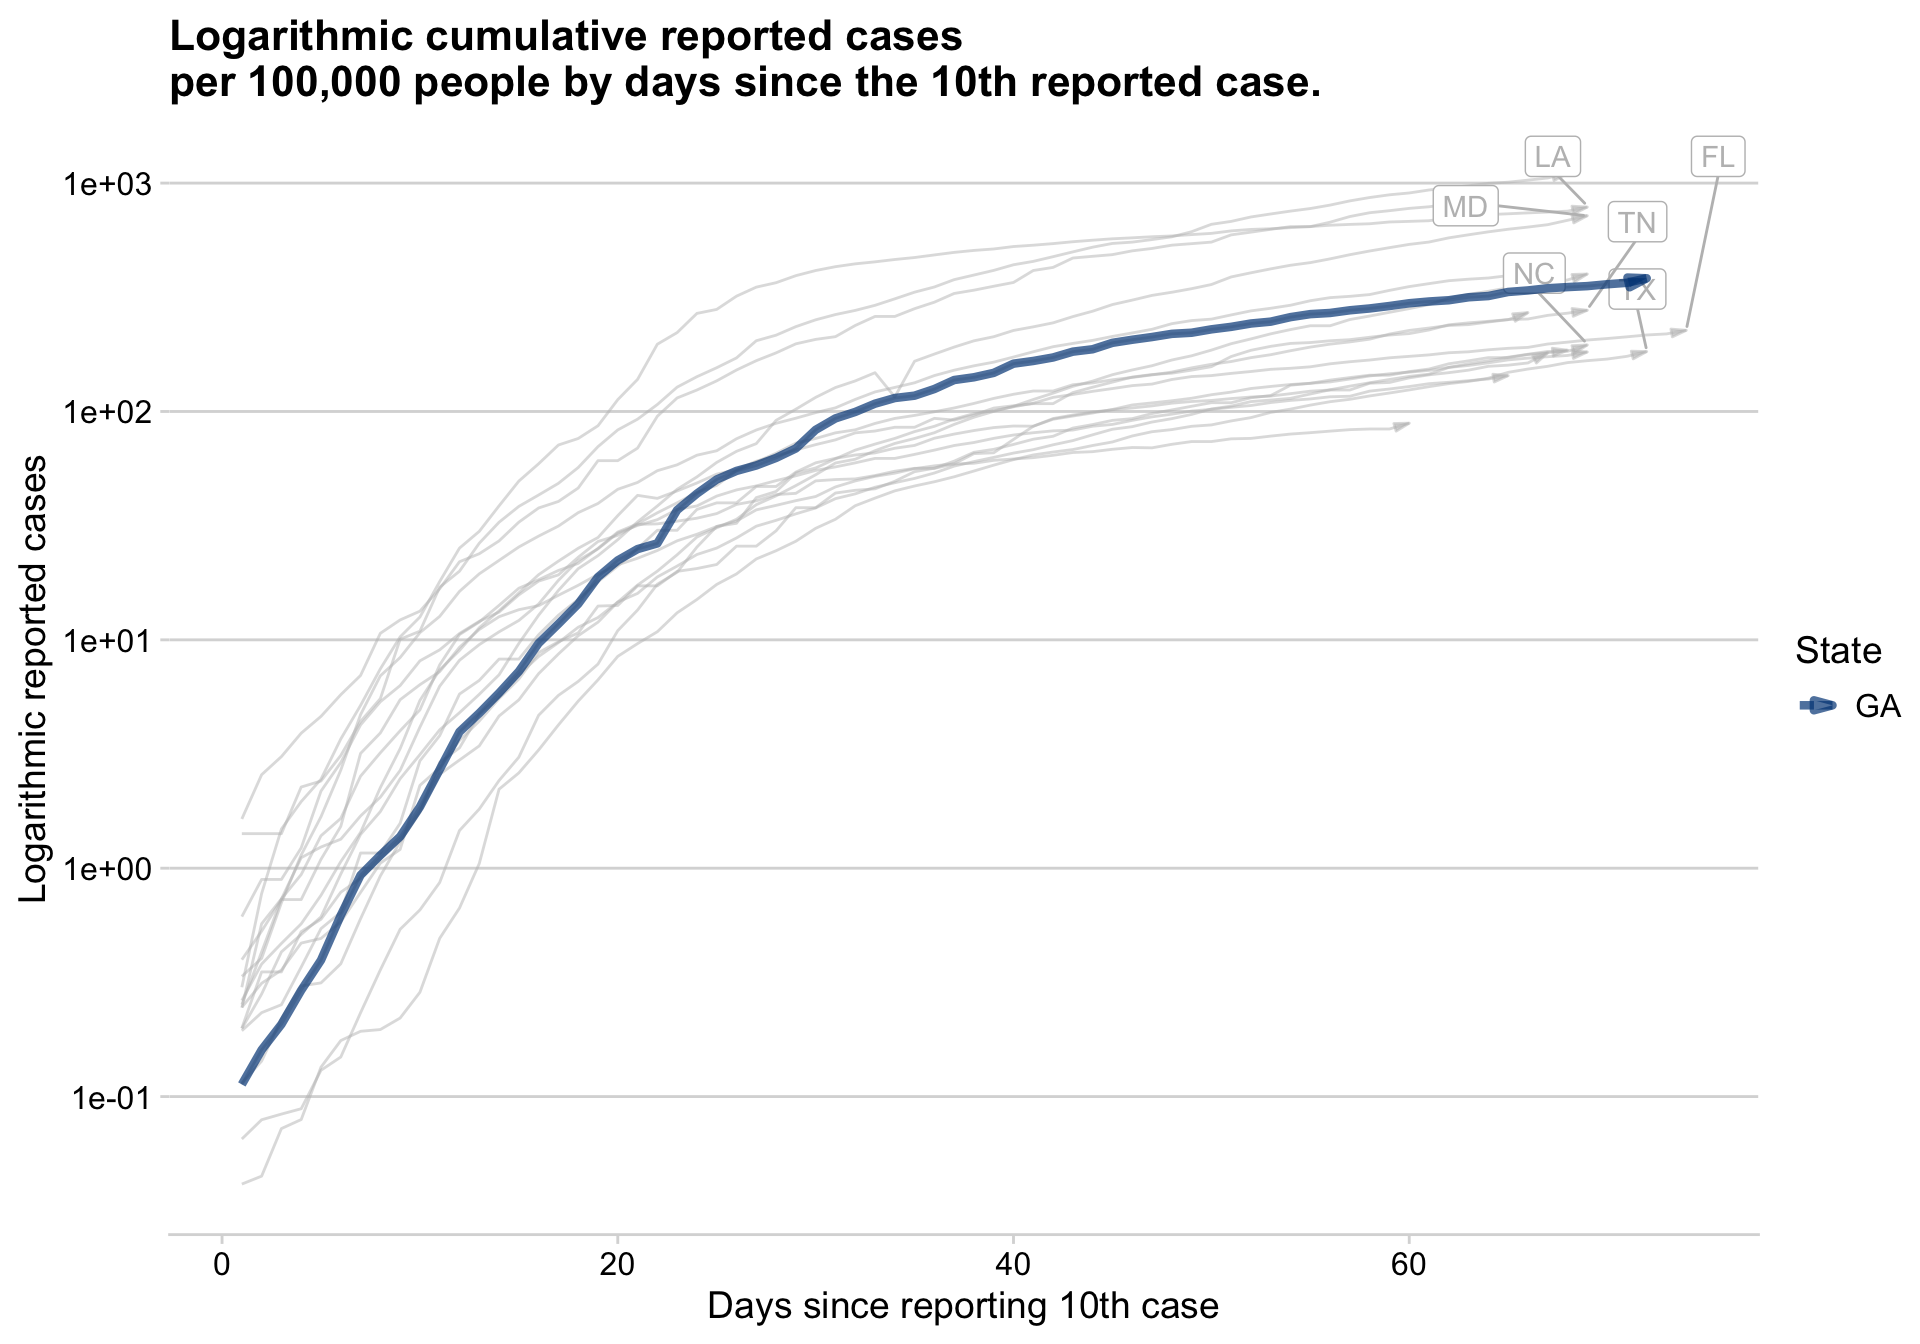 Logarithmic cumulative reported cases
per 100,000 people by days since the 10th reported case.
Logarithmic reported cases
1e+03
1e+02
1e+01
1e+00
1e-01
LA
FL
MD
TN
NC
TX
State
GA
0
20
40
60
Days since reporting 10th case